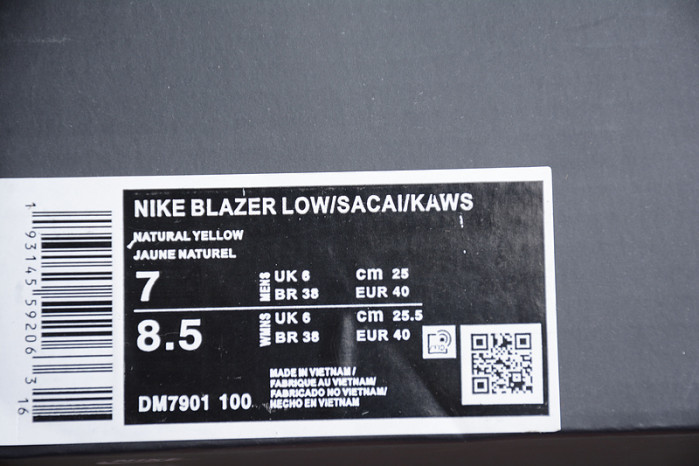 NIKE BLAZER LOW/SACAI/KAWS
NATURAL YELLOW
JAUNE NATUREL
7 MENS UK 6 cm 25
BR 38 EUR 40
8.5 WMNS UK 6 cm 25.5
BR 38 EUR 40
MADE IN VIETNAM/
FABRIQUE AU VIETNAM/
FABRICADO NO VIETNAM/
HECHO EN VIETNAM
DM7901 100
1 93145 59206 3 16